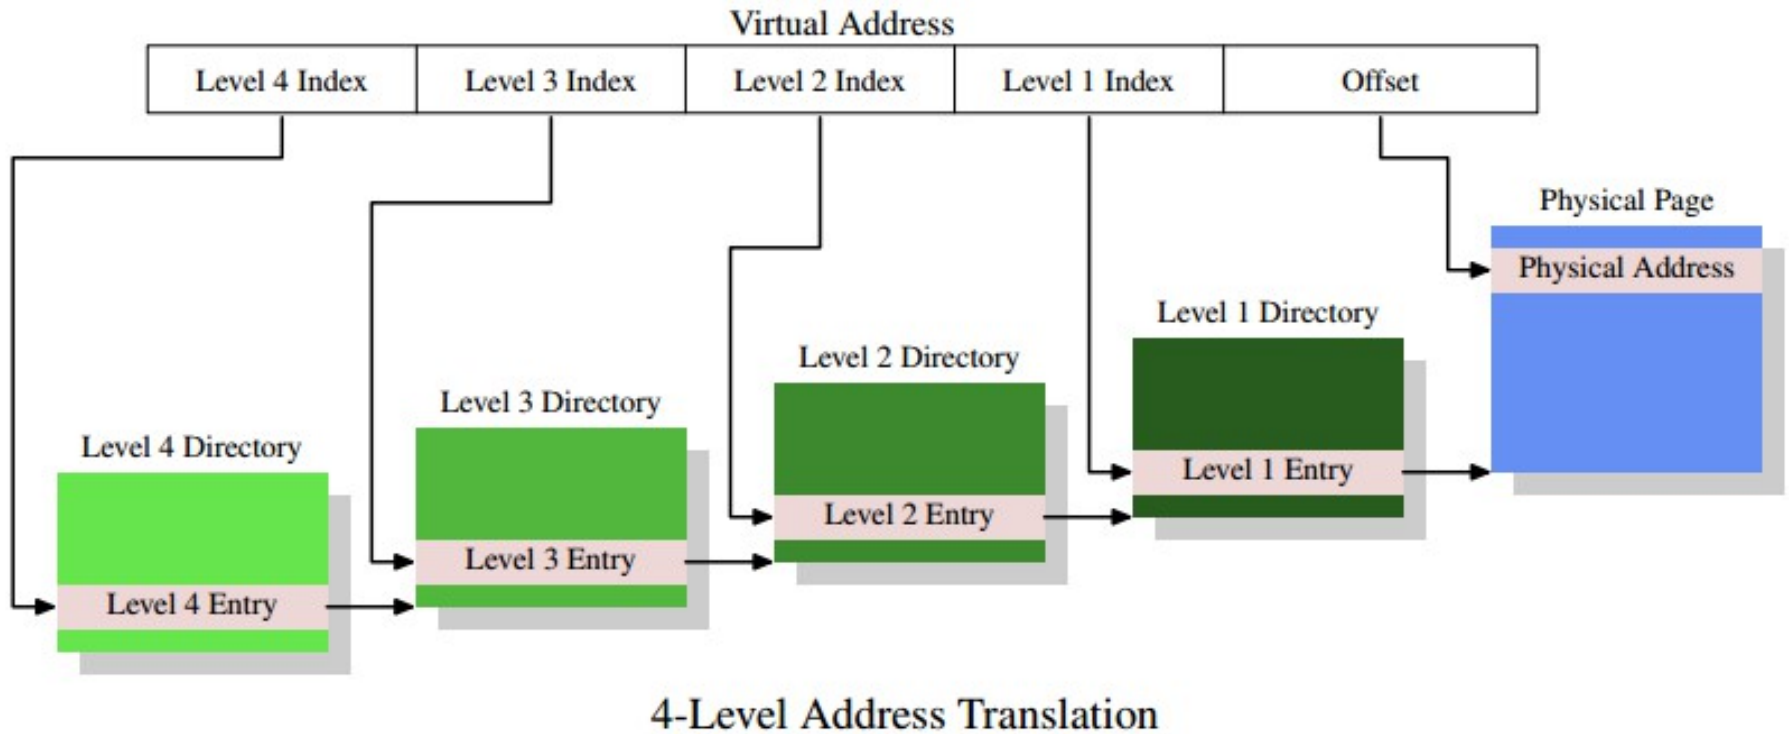 Virtual Address
Level 4 Index
Level 3 Index
Level 2 Index
Level 1 Index
Offset
Physical Page
Physical Address
Level 1 Directory
Level 1 Entry
Level 2 Directory
Level 2 Entry
Level 3 Directory
Level 3 Entry
Level 4 Directory
Level 4 Entry
4-Level Address Translation